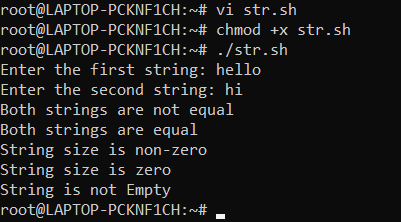 root@LAPTOP-PCKNF1CH:~# vi str.sh
root@LAPTOP-PCKNF1CH:~# chmod +x str.sh
root@LAPTOP-PCKNF1CH:~# ./str.sh
Enter the first string: hello
Enter the second string: hi
Both strings are not equal
Both strings are equal
String size is non-zero
String size is zero
String is not Empty
root@LAPTOP-PCKNF1CH:~#